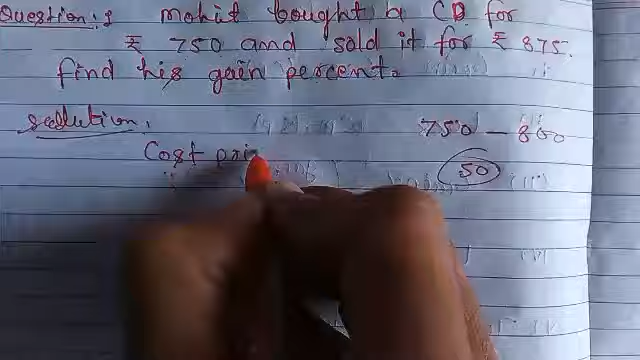 Question:? Mohit bought a CD for
₹ 750 and sold it for ₹ 875.
find his gain percent.
solution. 750 - 800
50
Cost pri